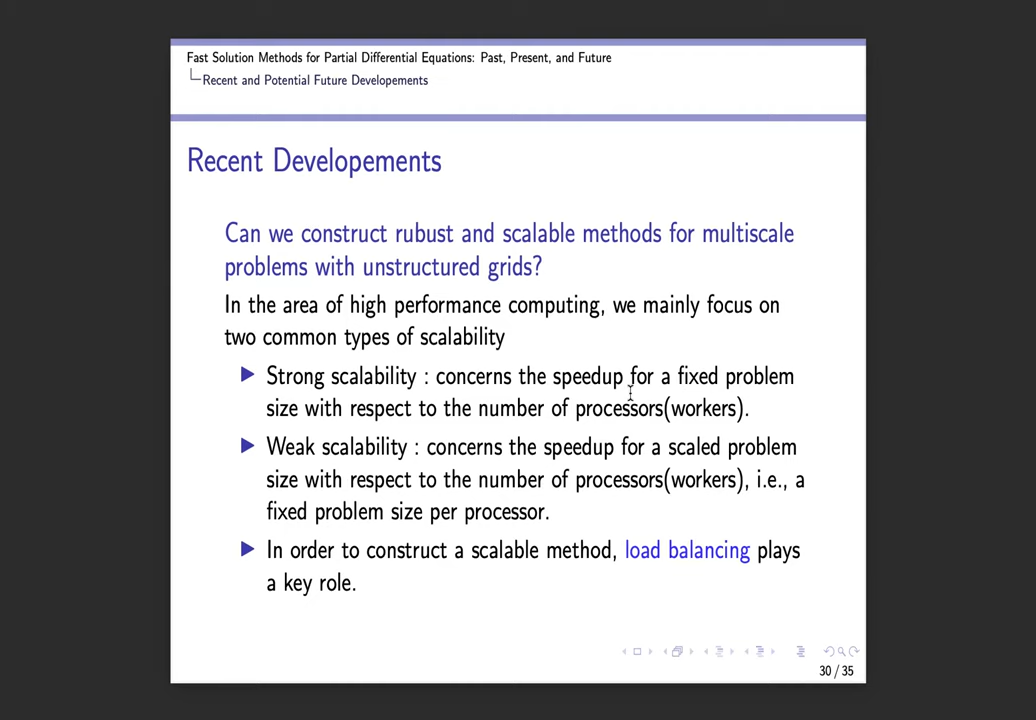 Fast Solution Methods for Partial Differential Equations: Past, Present, and Future
Recent and Potential Future Developements
Recent Developements
Can we construct rubust and scalable methods for multiscale
problems with unstructured grids?
In the area of high performance computing, we mainly focus on
two common types of scalability
Strong scalability : concerns the speedup for a fixed problem
size with respect to the number of processors(workers).
Weak scalability : concerns the speedup for a scaled problem
size with respect to the number of processors(workers), i.e., a
fixed problem size per processor.
In order to construct a scalable method, load balancing plays
a key role.
30 / 35